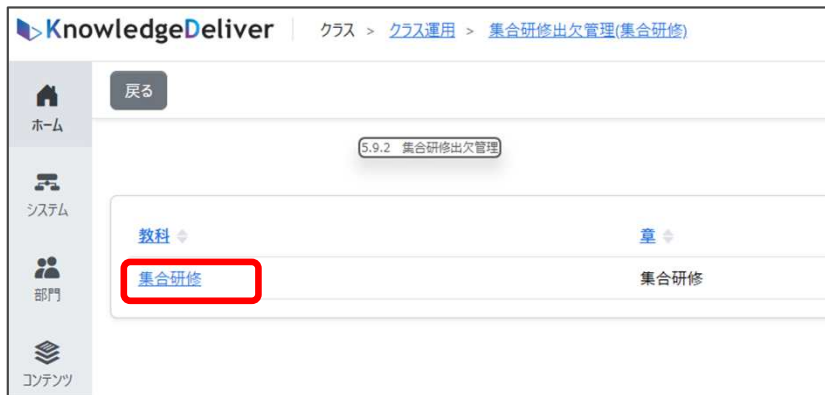 KnowledgeDeliver
クラス > クラス運用 > 集合研修出欠管理(集合研修)
ホーム
戻る
5.9.2 集合研修出欠管理
システム
教科 章
集合研修 集合研修
部門
コンテンツ